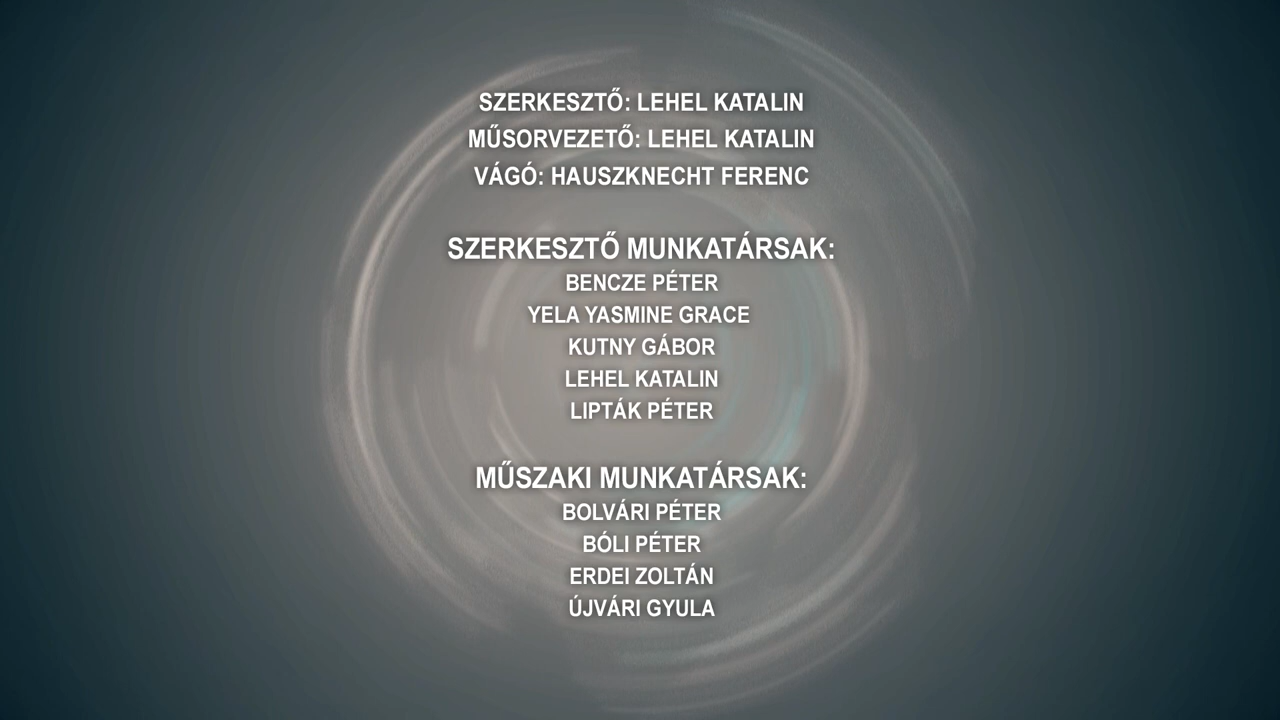 SZERKESZTŐ: LEHEL KATALIN
MŰSORVEZETŐ: LEHEL KATALIN
VÁGÓ: HAUSZKNECHT FERENC
SZERKESZTŐ MUNKATÁRSAK:
BENCZE PÉTER
YELA YASMINE GRACE
KUTNY GÁBOR
LEHEL KATALIN
LIPTÁK PÉTER
MŰSZAKI MUNKATÁRSAK:
BOLVÁRI PÉTER
BÓLI PÉTER
ERDEI ZOLTÁN
ÚJVÁRI GYULA